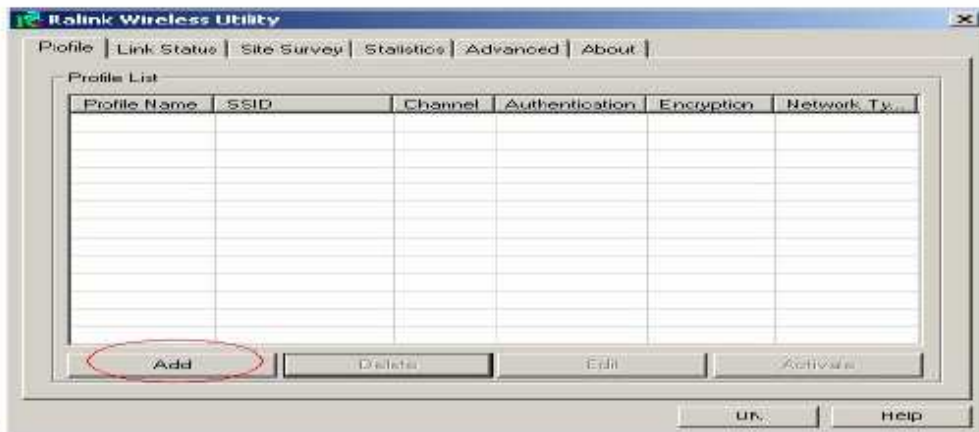 Ralink Wireless Utility
Profile Link Status Site Survey Statistics Advanced About
Profile List
Profile Name SSID Channel Authentication Encryption Network Ty...
Add Delete Edit Activate
OK Help